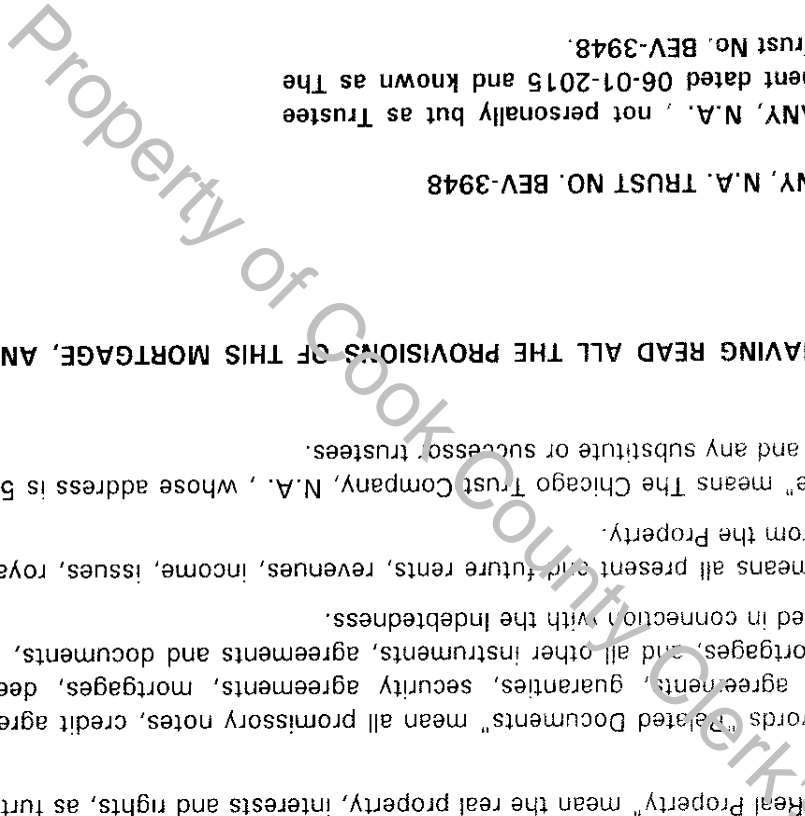 Real Property" mean the real property, interests and rights, as furt
ords "Related Documents" mean all promissory notes, credit agre
agreements, guaranties, security agreements, mortgages, dee
ortgages, and all other instruments, agreements and documents,
ed in connection with the Indebtedness.
means all present and future rents, revenues, income, issues, roya
om the Property.
e" means The Chicago Trust Company, N.A. , whose address is 5
and any substitute or successor trustees.
AVING READ ALL THE PROVISIONS OF THIS MORTGAGE, AN
NY, N.A. TRUST NO. BEV-3948
ANY, N.A. , not personally but as Trustee
ent dated 06-01-2015 and known as The
rust No. BEV-3948.
Property of Cook County Clerk's